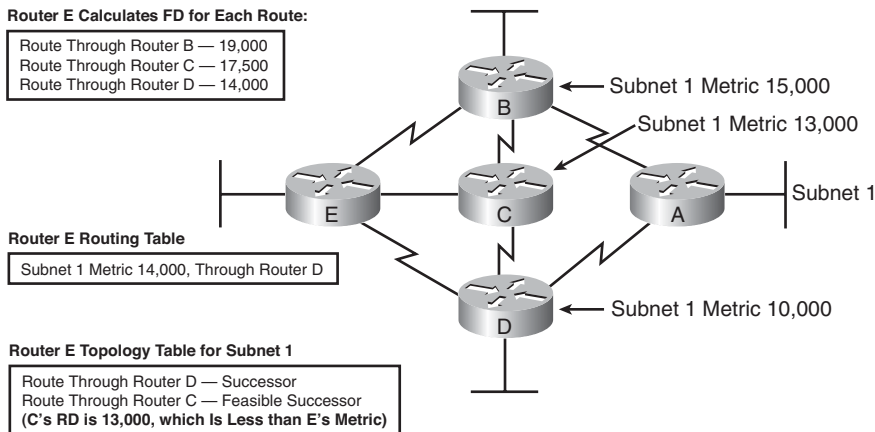 Router E Calculates FD for Each Route:
Route Through Router B — 19,000
Route Through Router C — 17,500
Route Through Router D — 14,000
B
Subnet 1 Metric 15,000
Subnet 1 Metric 13,000
E
C
A
Subnet 1
Router E Routing Table
Subnet 1 Metric 14,000, Through Router D
D
Subnet 1 Metric 10,000
Router E Topology Table for Subnet 1
Route Through Router D — Successor
Route Through Router C — Feasible Successor
(C's RD is 13,000, which Is Less than E's Metric)